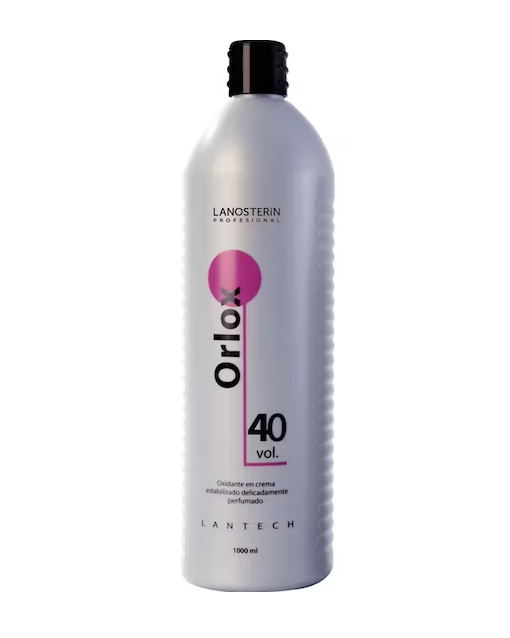 LANOSTERiN
PROFESIONAL
Orlox
40
vol.
Oxidante en crema
estabilizado delicadamente
perfumado
LANTECH
1000 ml